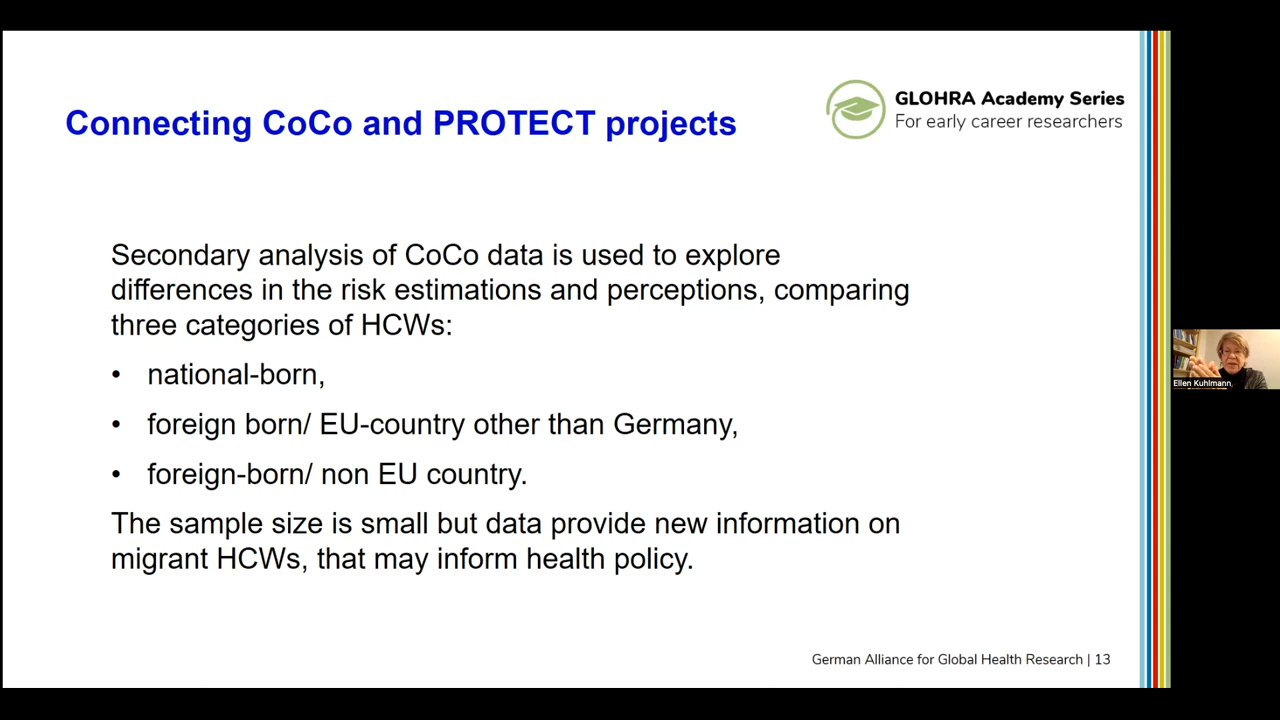 GLOHRA Academy Series
For early career researchers
Connecting CoCo and PROTECT projects
Secondary analysis of CoCo data is used to explore
differences in the risk estimations and perceptions, comparing
three categories of HCWs:
• national-born,
• foreign born/ EU-country other than Germany,
• foreign-born/ non EU country.
The sample size is small but data provide new information on
migrant HCWs, that may inform health policy.
Ellen Kuhlmann
German Alliance for Global Health Research | 13